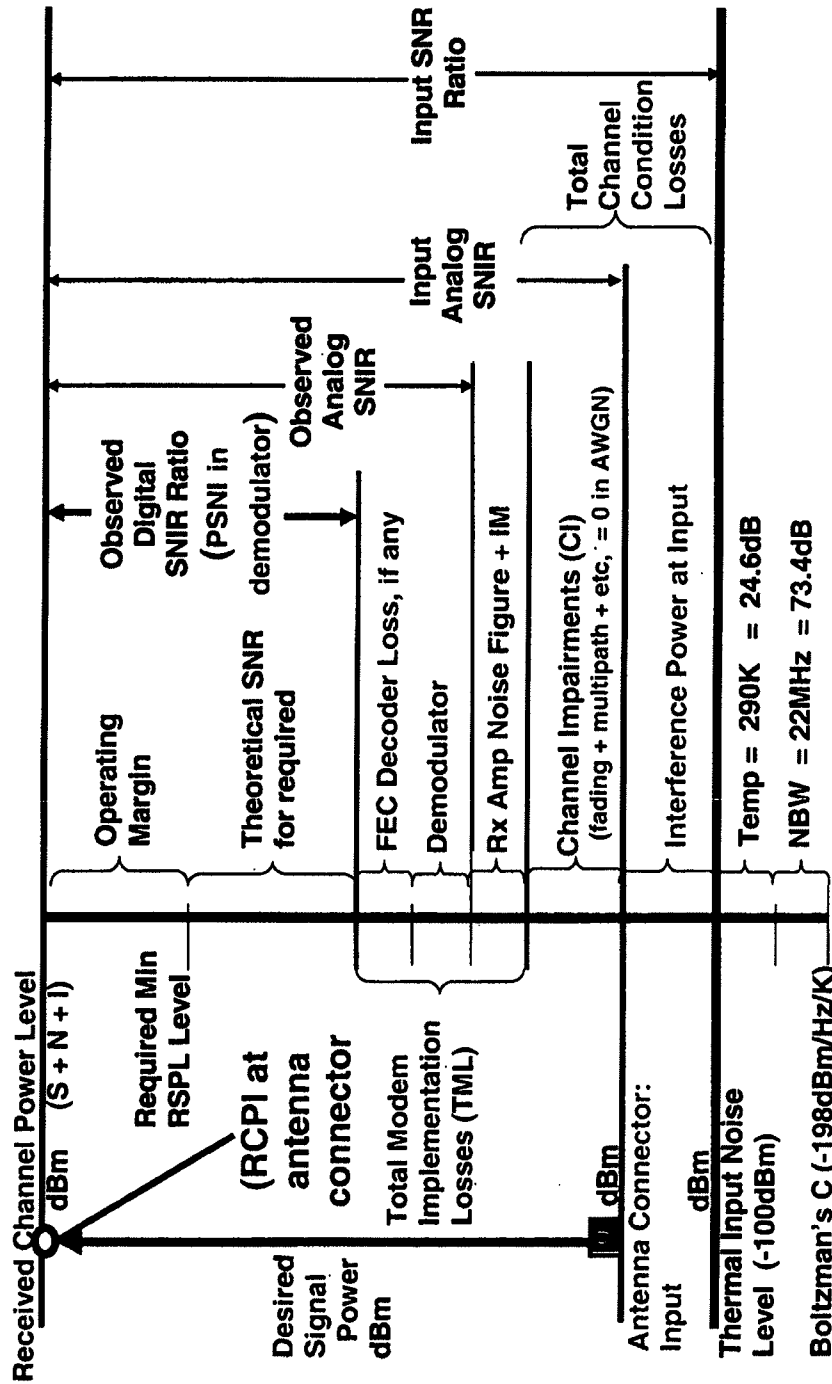 Received Channel Power Level
dBm
(S + N + I)
Required Min
RSPL Level
(RCPI at
antenna
connector
Desired
Signal
Power
dBm
Total Modem
Implementation
Losses (TML)
dBm
Antenna Connector:
Input
dBm
Thermal Input Noise
Level (-100dBm)
Boltzman's C (-198dBm/Hz/K)
Operating
Margin
Theoretical SNR
for required
FEC Decoder Loss, if any
Demodulator
Rx Amp Noise Figure + IM
Channel Impairments (CI)
(fading + multipath + etc, = 0 in AWGN)
Interference Power at Input
Temp = 290K = 24.6dB
NBW = 22MHz = 73.4dB
Observed
Digital
SNIR Ratio
(PSNI in
demodulator)
Observed
Analog
SNIR
Input
Analog
SNIR
Total
Channel
Condition
Losses
Input SNR
Ratio